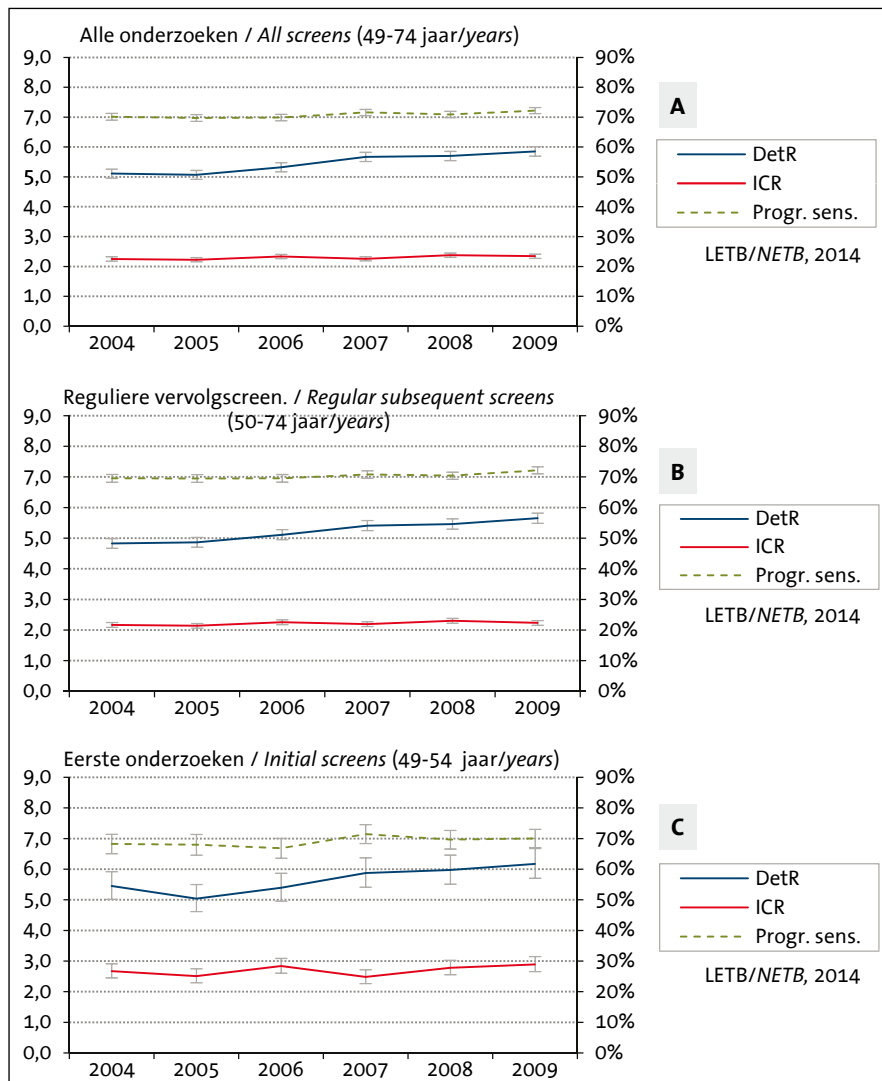 Alle onderzoeken / All screens (49-74 jaar/years)
9,0 90%
8,0 80%
7,0 70%
6,0 60%
5,0 50%
4,0 40%
3,0 30%
2,0 20%
1,0 10%
0,0 0%
2004 2005 2006 2007 2008 2009
A
DetR
ICR
Progr. sens.
LETB/NETB, 2014
Reguliere vervolgscreen. / Regular subsequent screens
(50-74 jaar/years)
9,0 90%
8,0 80%
7,0 70%
6,0 60%
5,0 50%
4,0 40%
3,0 30%
2,0 20%
1,0 10%
0,0 0%
2004 2005 2006 2007 2008 2009
B
DetR
ICR
Progr. sens.
LETB/NETB, 2014
Eerste onderzoeken / Initial screens (49-54 jaar/years)
9,0 90%
8,0 80%
7,0 70%
6,0 60%
5,0 50%
4,0 40%
3,0 30%
2,0 20%
1,0 10%
0,0 0%
2004 2005 2006 2007 2008 2009
C
DetR
ICR
Progr. sens.
LETB/NETB, 2014